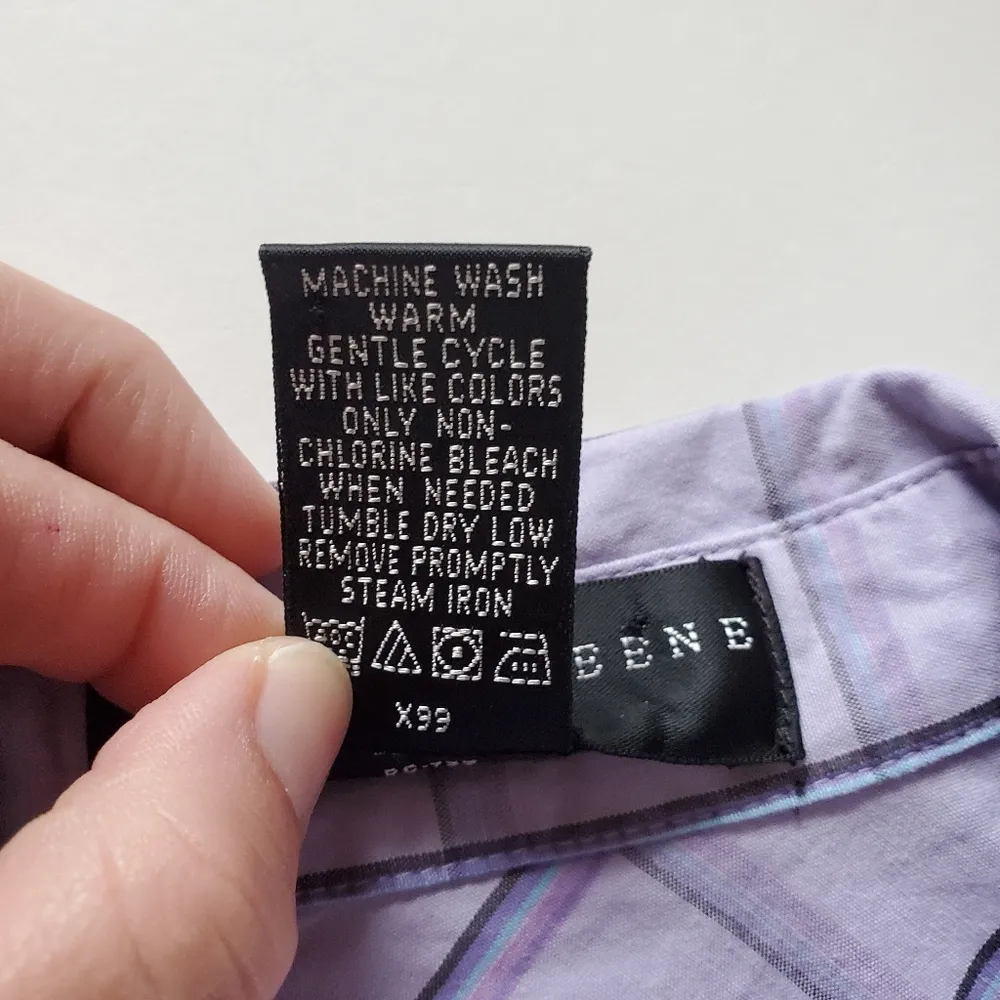 MACHINE WASH
WARM
GENTLE CYCLE
WITH LIKE COLORS
ONLY NON-
CHLORINE BLEACH
WHEN NEEDED
TUMBLE DRY LOW
REMOVE PROMPTLY
STEAM IRON
X99
EENE